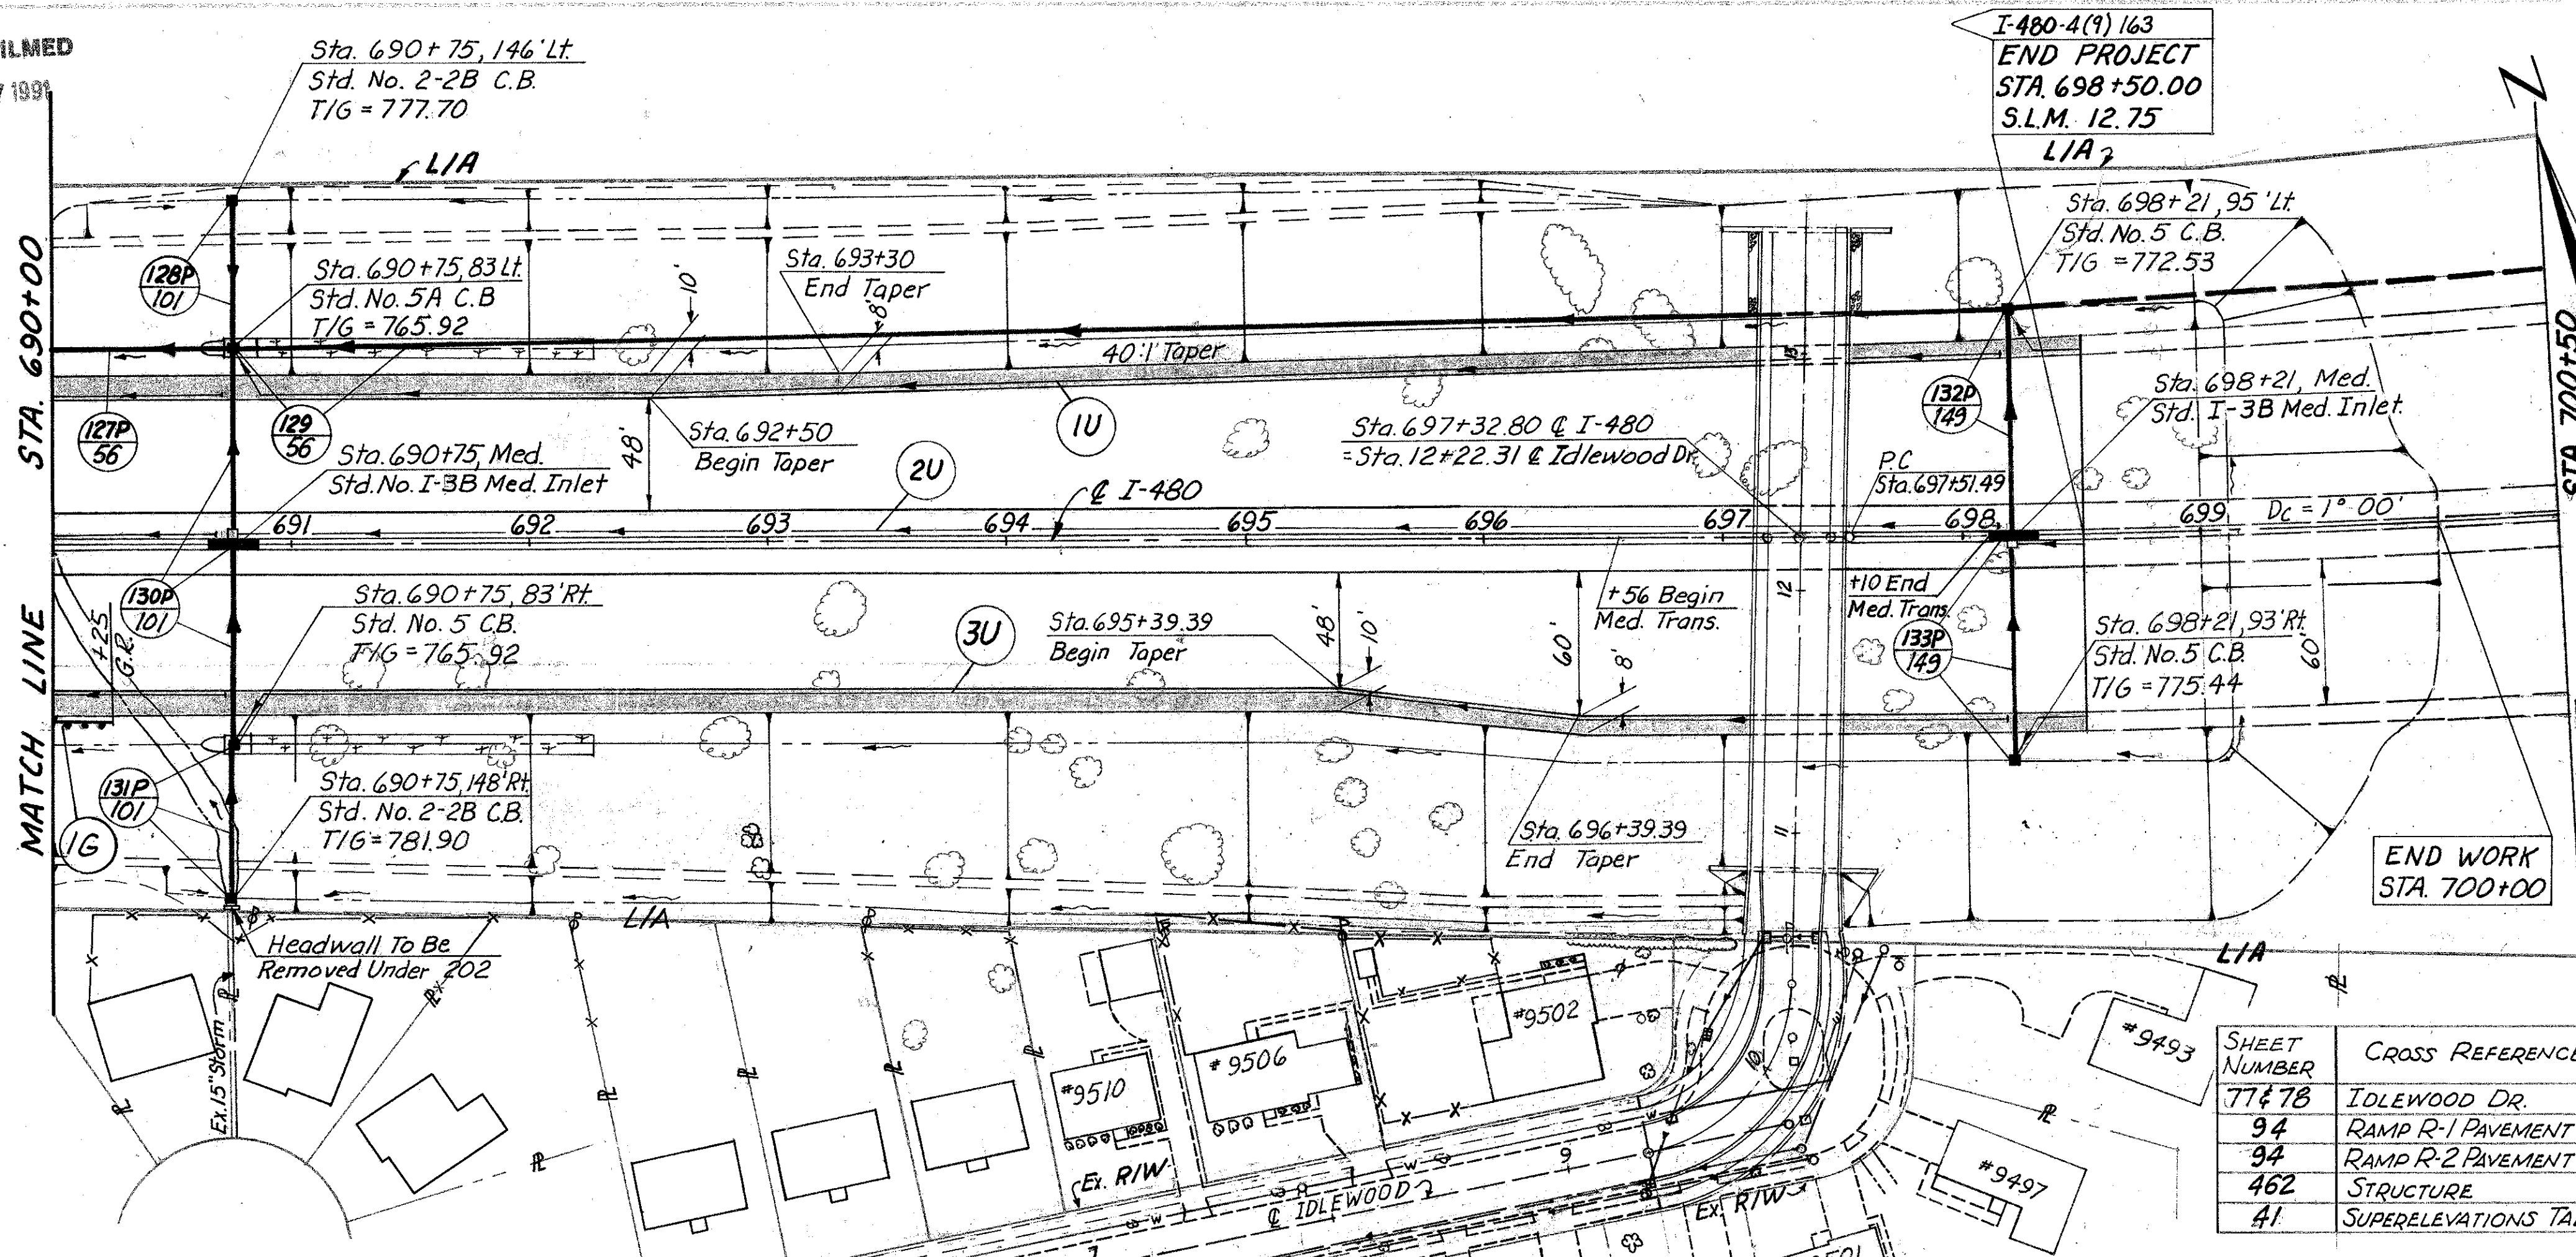 ILMED
1991
Sta. 690+75, 146' Lt.
Std. No. 2-2B C.B.
T/G = 777.70
L/A
I-480-4(9)163
END PROJECT
STA. 698+50.00
S.L.M. 12.75
L/A
Sta. 698+21, 95' Lt.
Std. No. 5 C.B.
T/G = 772.53
STA. 690+00
MATCH LINE
128P
101
Sta. 690+75, 83 Lt.
Std. No. 5A C.B
T/G = 765.92
Sta. 693+30
End Taper
10'
8'
40:1 Taper
13
127P
56
129
56
Sta. 690+75, Med.
Std. No. I-3B Med. Inlet
48'
Sta. 692+50
Begin Taper
1U
2U
₵ I-480
Sta. 697+32.80 ₵ I-480
= Sta. 12+22.31 ₵ Idlewood Dr.
P.C
Sta. 697+51.49
132P
149
Sta. 698+21, Med.
Std. I-3B Med. Inlet.
STA. 700+50
691
692
693
694
695
696
697
698
699
Dc = 1° 00'
130P
101
+25
G.R.
Sta. 690+75, 83' Rt.
Std. No. 5 C.B.
T/G = 765.92
3U
Sta. 695+39.39
Begin Taper
48'
10'
60'
8'
+56 Begin
Med. Trans.
12
+10 End
Med. Trans.
133P
149
Sta. 698+21, 93' Rt.
Std. No. 5 C.B.
T/G = 775.44
60'
131P
101
1G
Sta. 690+75, 148' Rt.
Std. No. 2-2B C.B.
T/G = 781.90
Sta. 696+39.39
End Taper
11
END WORK
STA. 700+00
L/A
L/A
Headwall To Be
Removed Under 202
Ex. 15" Storm
#9510
#9506
#9502
#9493
#9497
10
9
7
Ex. R/W
₵ IDLEWOOD
Ex. R/W
SHEET NUMBER
CROSS REFERENCE
77 & 78 IDLEWOOD DR.
94 RAMP R-1 PAVEMENT
94 RAMP R-2 PAVEMENT
462 STRUCTURE
41 SUPERELEVATIONS TA